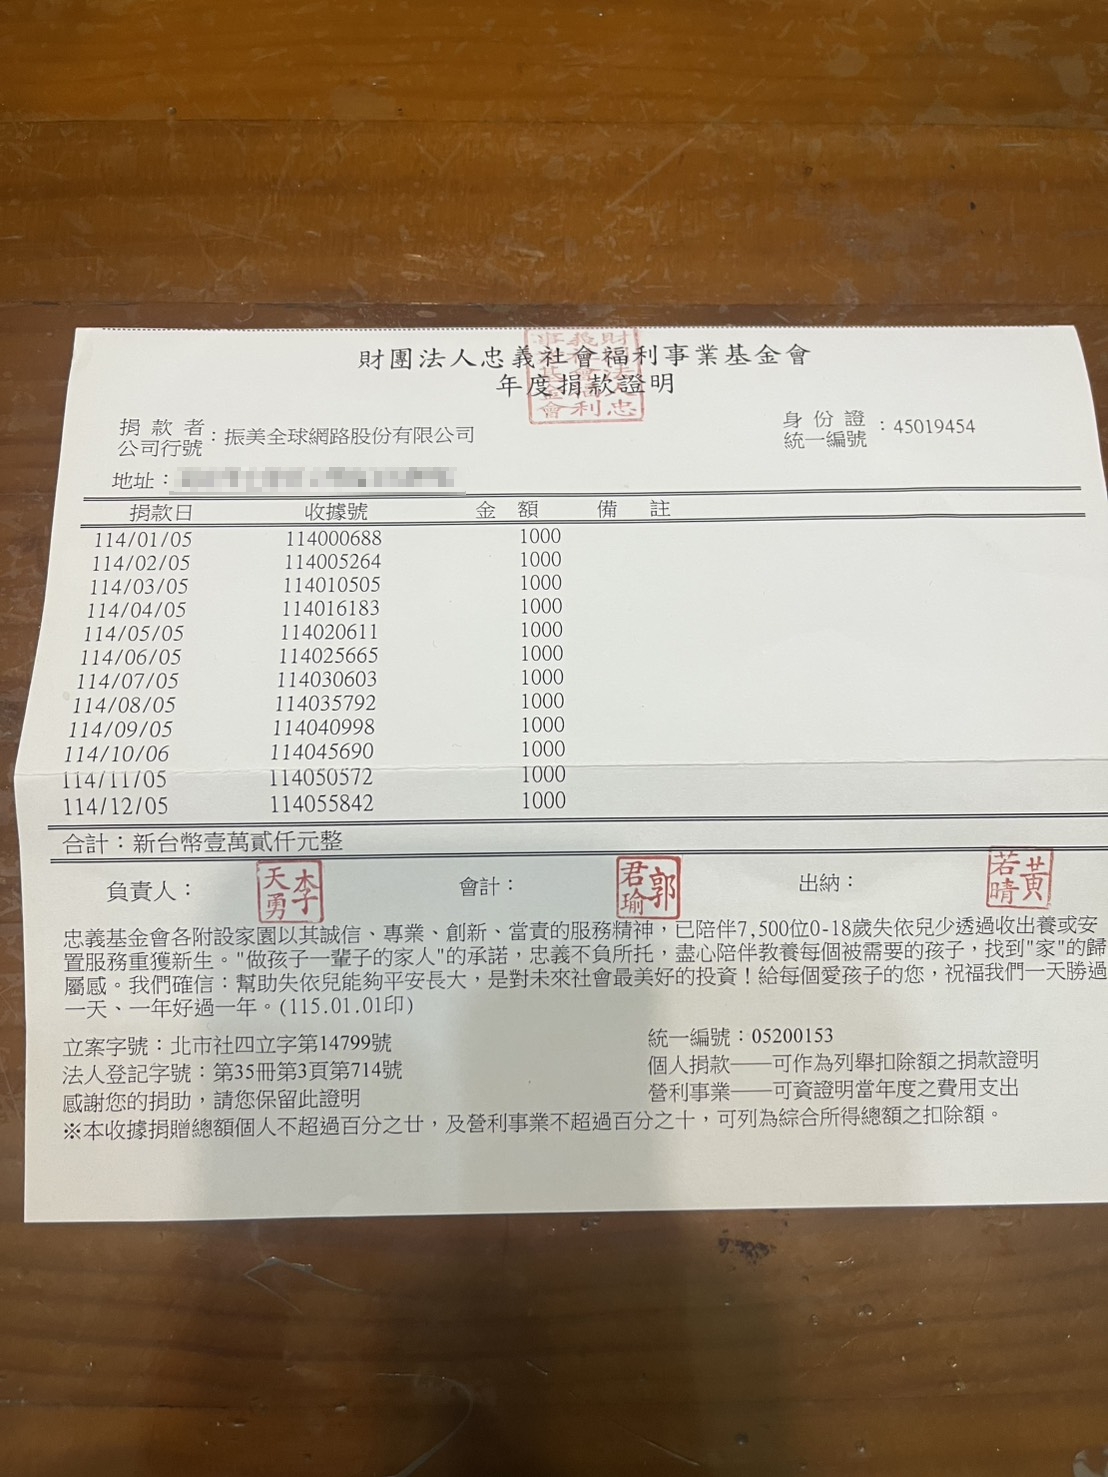 財團法人忠義社會福利事業基金會
年度捐款證明
捐款者
公司行號：振美全球網路股份有限公司
身份證
統一編號：45019454
地址：
捐款日 收據號 金額 備註
114/01/05 114000688 1000
114/02/05 114005264 1000
114/03/05 114010505 1000
114/04/05 114016183 1000
114/05/05 114020611 1000
114/06/05 114025665 1000
114/07/05 114030603 1000
114/08/05 114035792 1000
114/09/05 114040998 1000
114/10/06 114045690 1000
114/11/05 114050572 1000
114/12/05 114055842 1000
合計：新台幣壹萬貳仟元整
負責人： 李天勇 會計： 郭君瑜 出納： 黃若晴
忠義基金會各附設家園以其誠信、專業、創新、當責的服務精神，已陪伴7,500位0-18歲失依兒少透過收出養或安
置服務重獲新生。"做孩子一輩子的家人"的承諾，忠義不負所托，盡心陪伴教養每個被需要的孩子，找到"家"的歸
屬感。我們確信：幫助失依兒能夠平安長大，是對未來社會最美好的投資！給每個愛孩子的您，祝福我們一天勝過
一天、一年好過一年。(115.01.01印)
立案字號：北市社四立字第14799號
統一編號：05200153
法人登記字號：第35冊第3頁第714號
個人捐款──可作為列舉扣除額之捐款證明
感謝您的捐助，請您保留此證明
營利事業──可資證明當年度之費用支出
※本收據捐贈總額個人不超過百分之廿，及營利事業不超過百分之十，可列為綜合所得總額之扣除額。